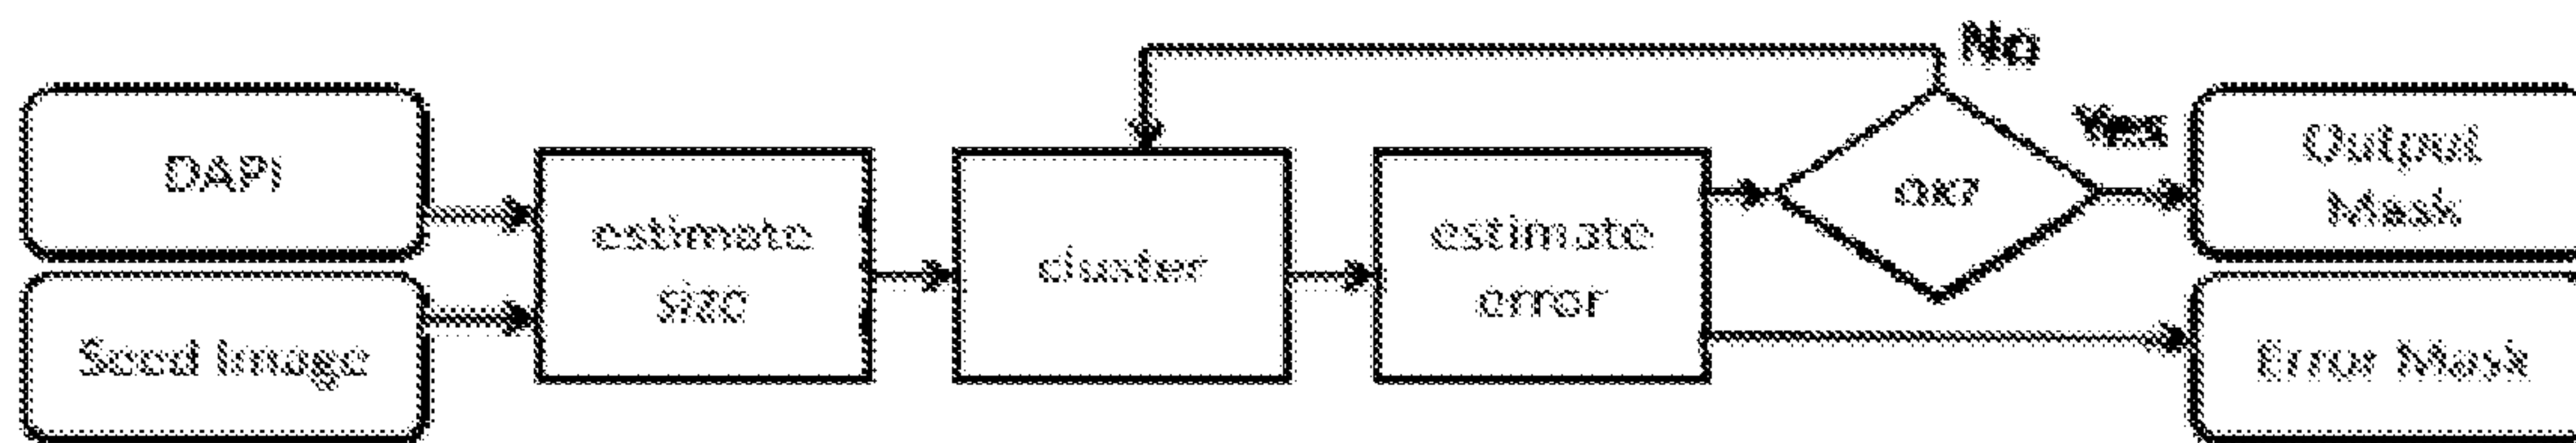 No
Yes
DAPI
Output
Mask
OK?
estimate
size
cluster
estimate
error
Seed Image
Error Mask